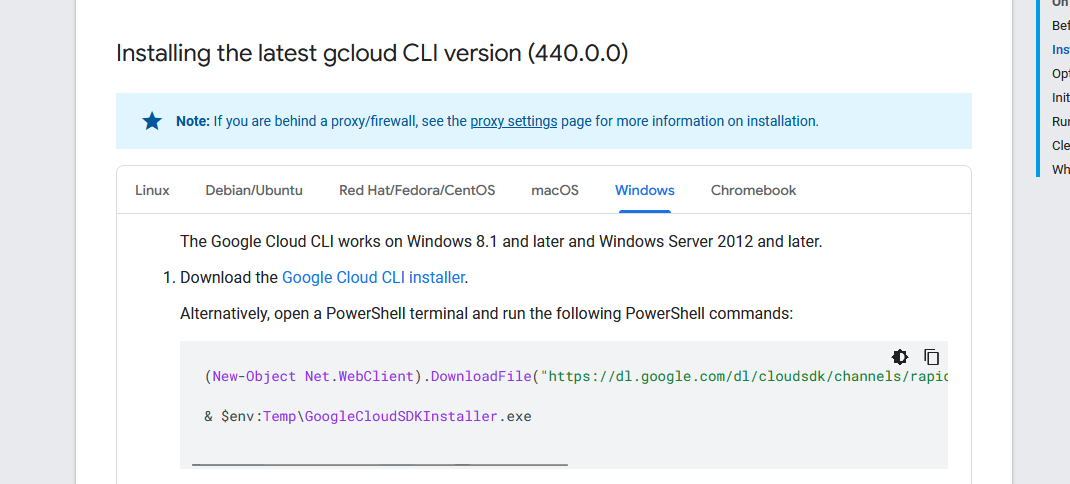 Installing the latest gcloud CLI version (440.0.0)
Note: If you are behind a proxy/firewall, see the proxy settings page for more information on installation.
Linux Debian/Ubuntu Red Hat/Fedora/CentOS macOS Windows Chromebook
The Google Cloud CLI works on Windows 8.1 and later and Windows Server 2012 and later.
1. Download the Google Cloud CLI installer.
Alternatively, open a PowerShell terminal and run the following PowerShell commands:
(New-Object Net.WebClient).DownloadFile("https://dl.google.com/dl/cloudsdk/channels/rapid
& $env:Temp\GoogleCloudSDKInstaller.exe
On
Bef
Ins
Opt
Init
Run
Cle
Wh